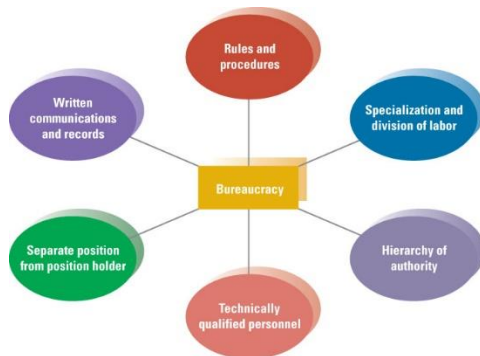 Rules and
procedures
Written
communications
and records
Specialization and
division of labor
Bureaucracy
Separate position
from position holder
Hierarchy of
authority
Technically
qualified personnel